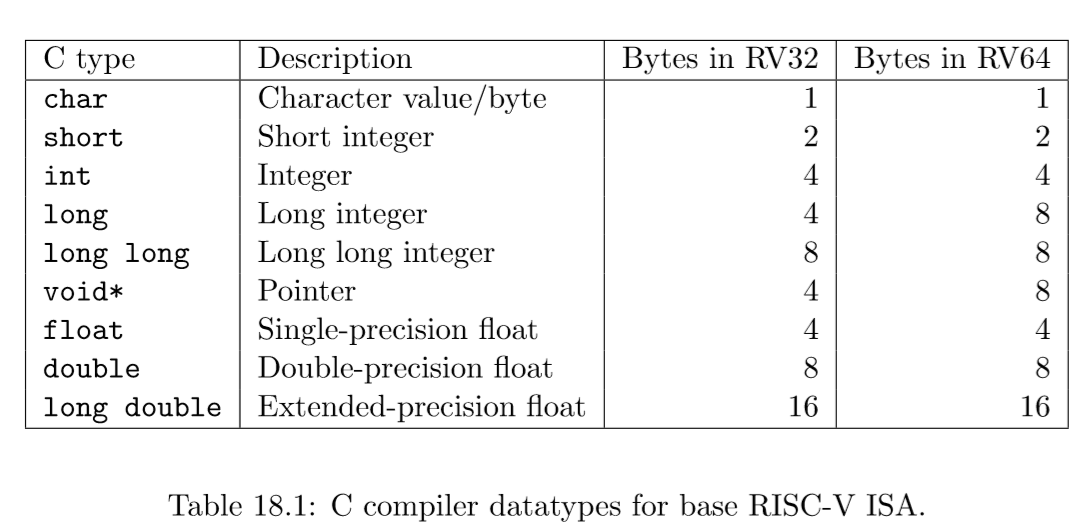 C type Description Bytes in RV32 Bytes in RV64
char Character value/byte 1 1
short Short integer 2 2
int Integer 4 4
long Long integer 4 8
long long Long long integer 8 8
void* Pointer 4 8
float Single-precision float 4 4
double Double-precision float 8 8
long double Extended-precision float 16 16
Table 18.1: C compiler datatypes for base RISC-V ISA.